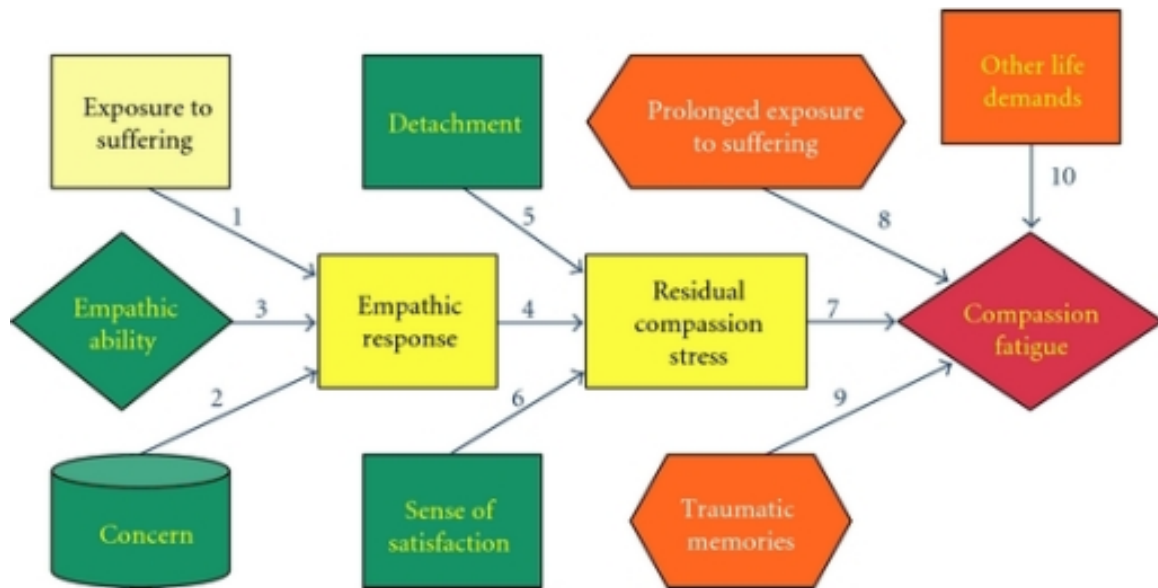 Exposure to
suffering
Detachment
Prolonged exposure
to suffering
Other life
demands
1
5
8
10
Empathic
ability
3
Empathic
response
4
Residual
compassion
stress
7
Compassion
fatigue
2
6
9
Concern
Sense of
satisfaction
Traumatic
memories